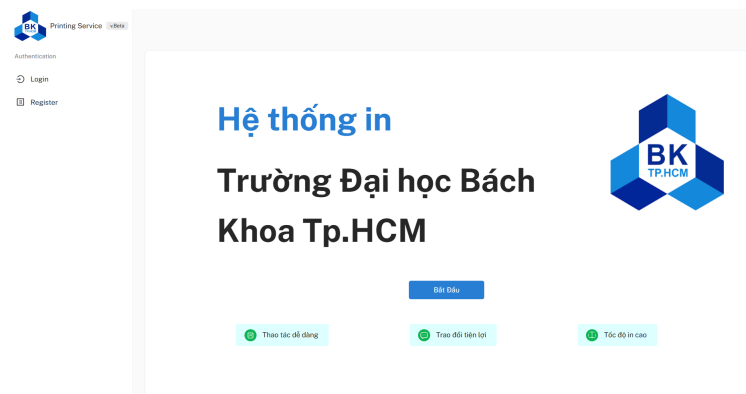 BK
TP.HCM
Printing Service v.Beta
Authentication
Login
Register
Hệ thống in
Trường Đại học Bách
Khoa Tp.HCM
BK
TP.HCM
Bắt Đầu
Thao tác dễ dàng
Trao đổi tiện lợi
Tốc độ in cao